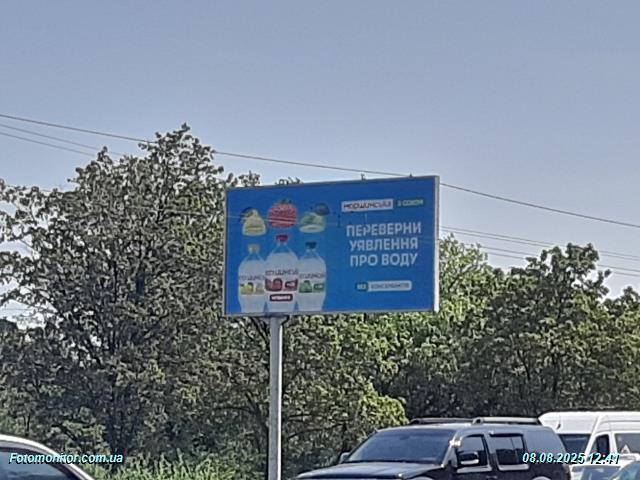 моршинська з соком
ПЕРЕВЕРНИ
УЯВЛЕННЯ
ПРО ВОДУ
БЕЗ КОНСЕРВАНТІВ
Fotomonitor.com.ua
08.08.2025 12:41